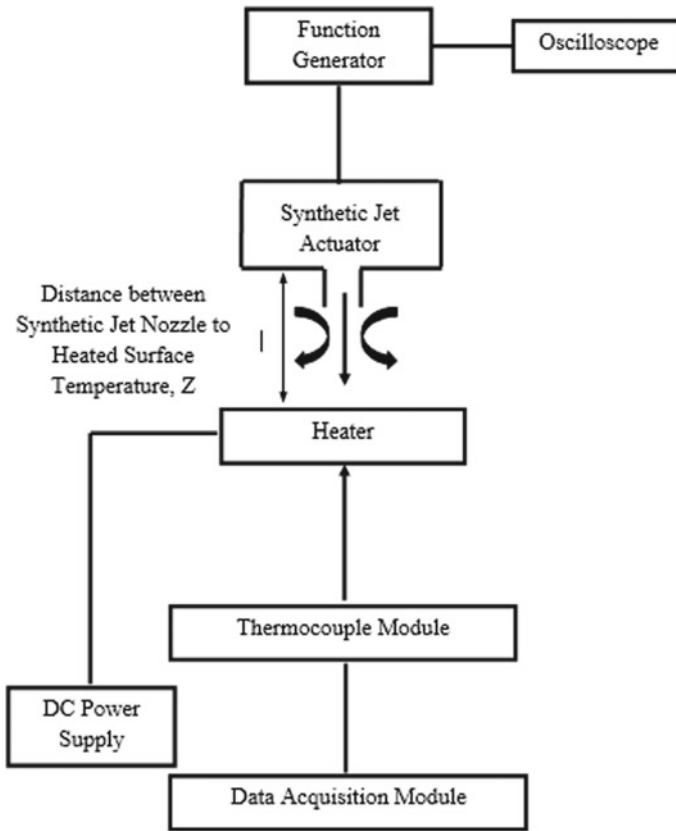 Function
Generator
Oscilloscope
Synthetic Jet
Actuator
Distance between
Synthetic Jet Nozzle to
Heated Surface
Temperature, Z
Heater
Thermocouple Module
DC Power
Supply
Data Acquisition Module